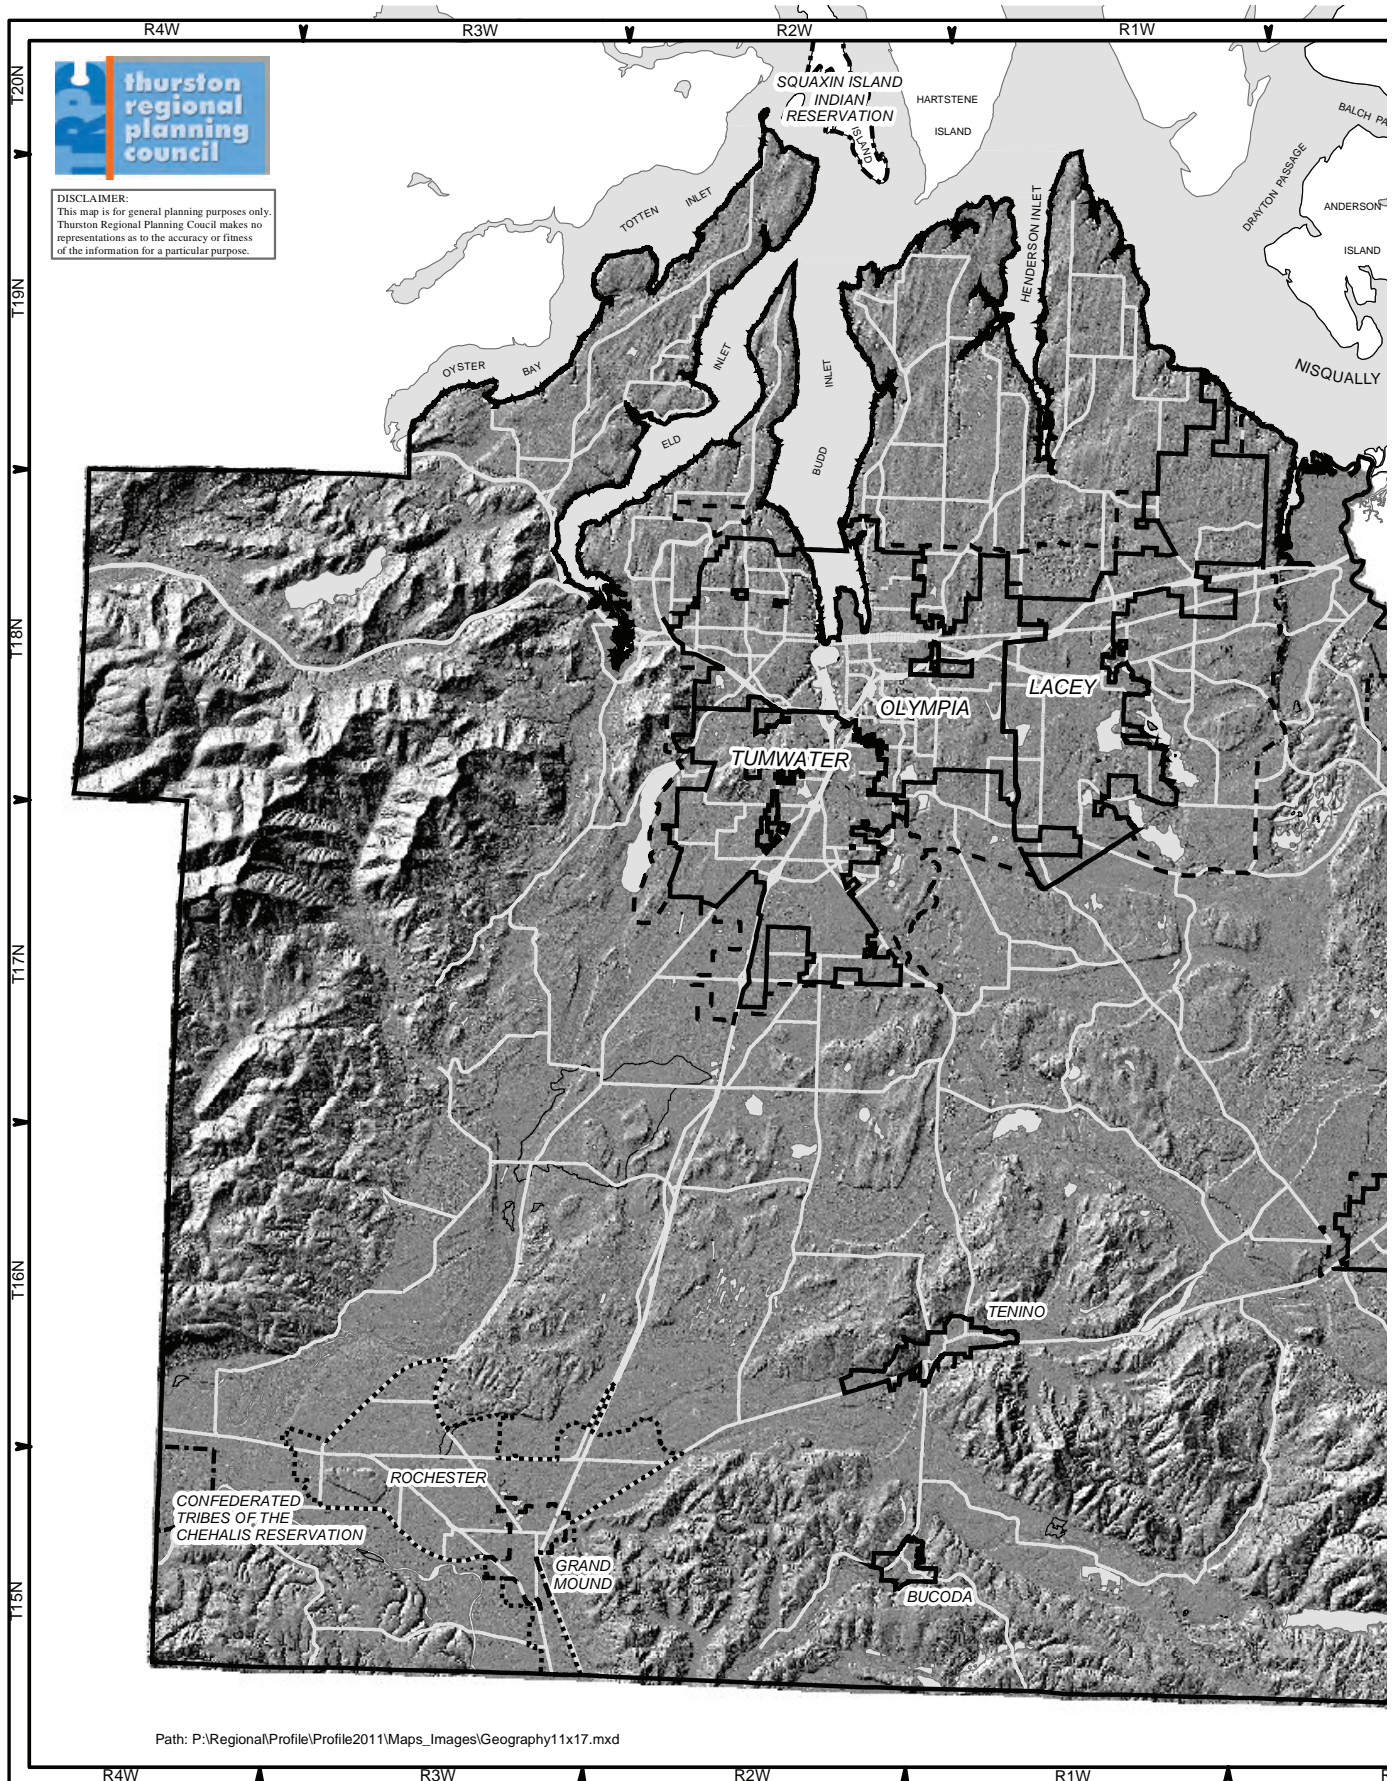 R4W
R3W
R2W
R1W
T20N
TRPC
thurston
regional
planning
council
SQUAXIN ISLAND
INDIAN
RESERVATION
ISLAND
HARTSTENE
ISLAND
BALCH PA
DRAYTON PASSAGE
ANDERSON
ISLAND
DISCLAIMER:
This map is for general planning purposes only.
Thurston Regional Planning Coucil makes no
representations as to the accuracy or fitness
of the information for a particular purpose.
TOTTEN INLET
HENDERSON INLET
T19N
OYSTER BAY
INLET
ELD
INLET
BUDD
NISQUALLY
T18N
LACEY
OLYMPIA
TUMWATER
T17N
T16N
TENINO
ROCHESTER
CONFEDERATED
TRIBES OF THE
CHEHALIS RESERVATION
GRAND
MOUND
BUCODA
T15N
Path: P:\Regional\Profile\Profile2011\Maps_Images\Geography11x17.mxd
R4W
R3W
R2W
R1W
R